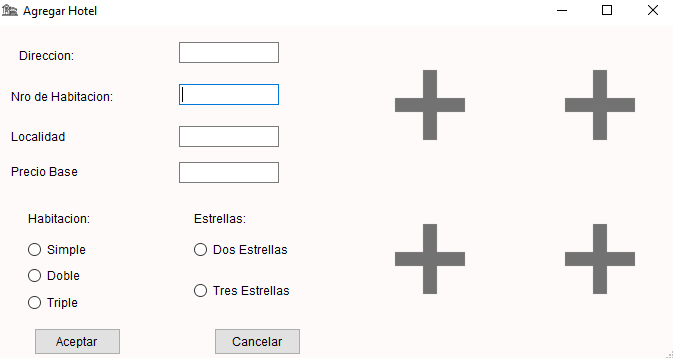 Agregar Hotel
Direccion:
Nro de Habitacion:
Localidad
Precio Base
Habitacion:
Simple
Doble
Triple
Estrellas:
Dos Estrellas
Tres Estrellas
Aceptar
Cancelar